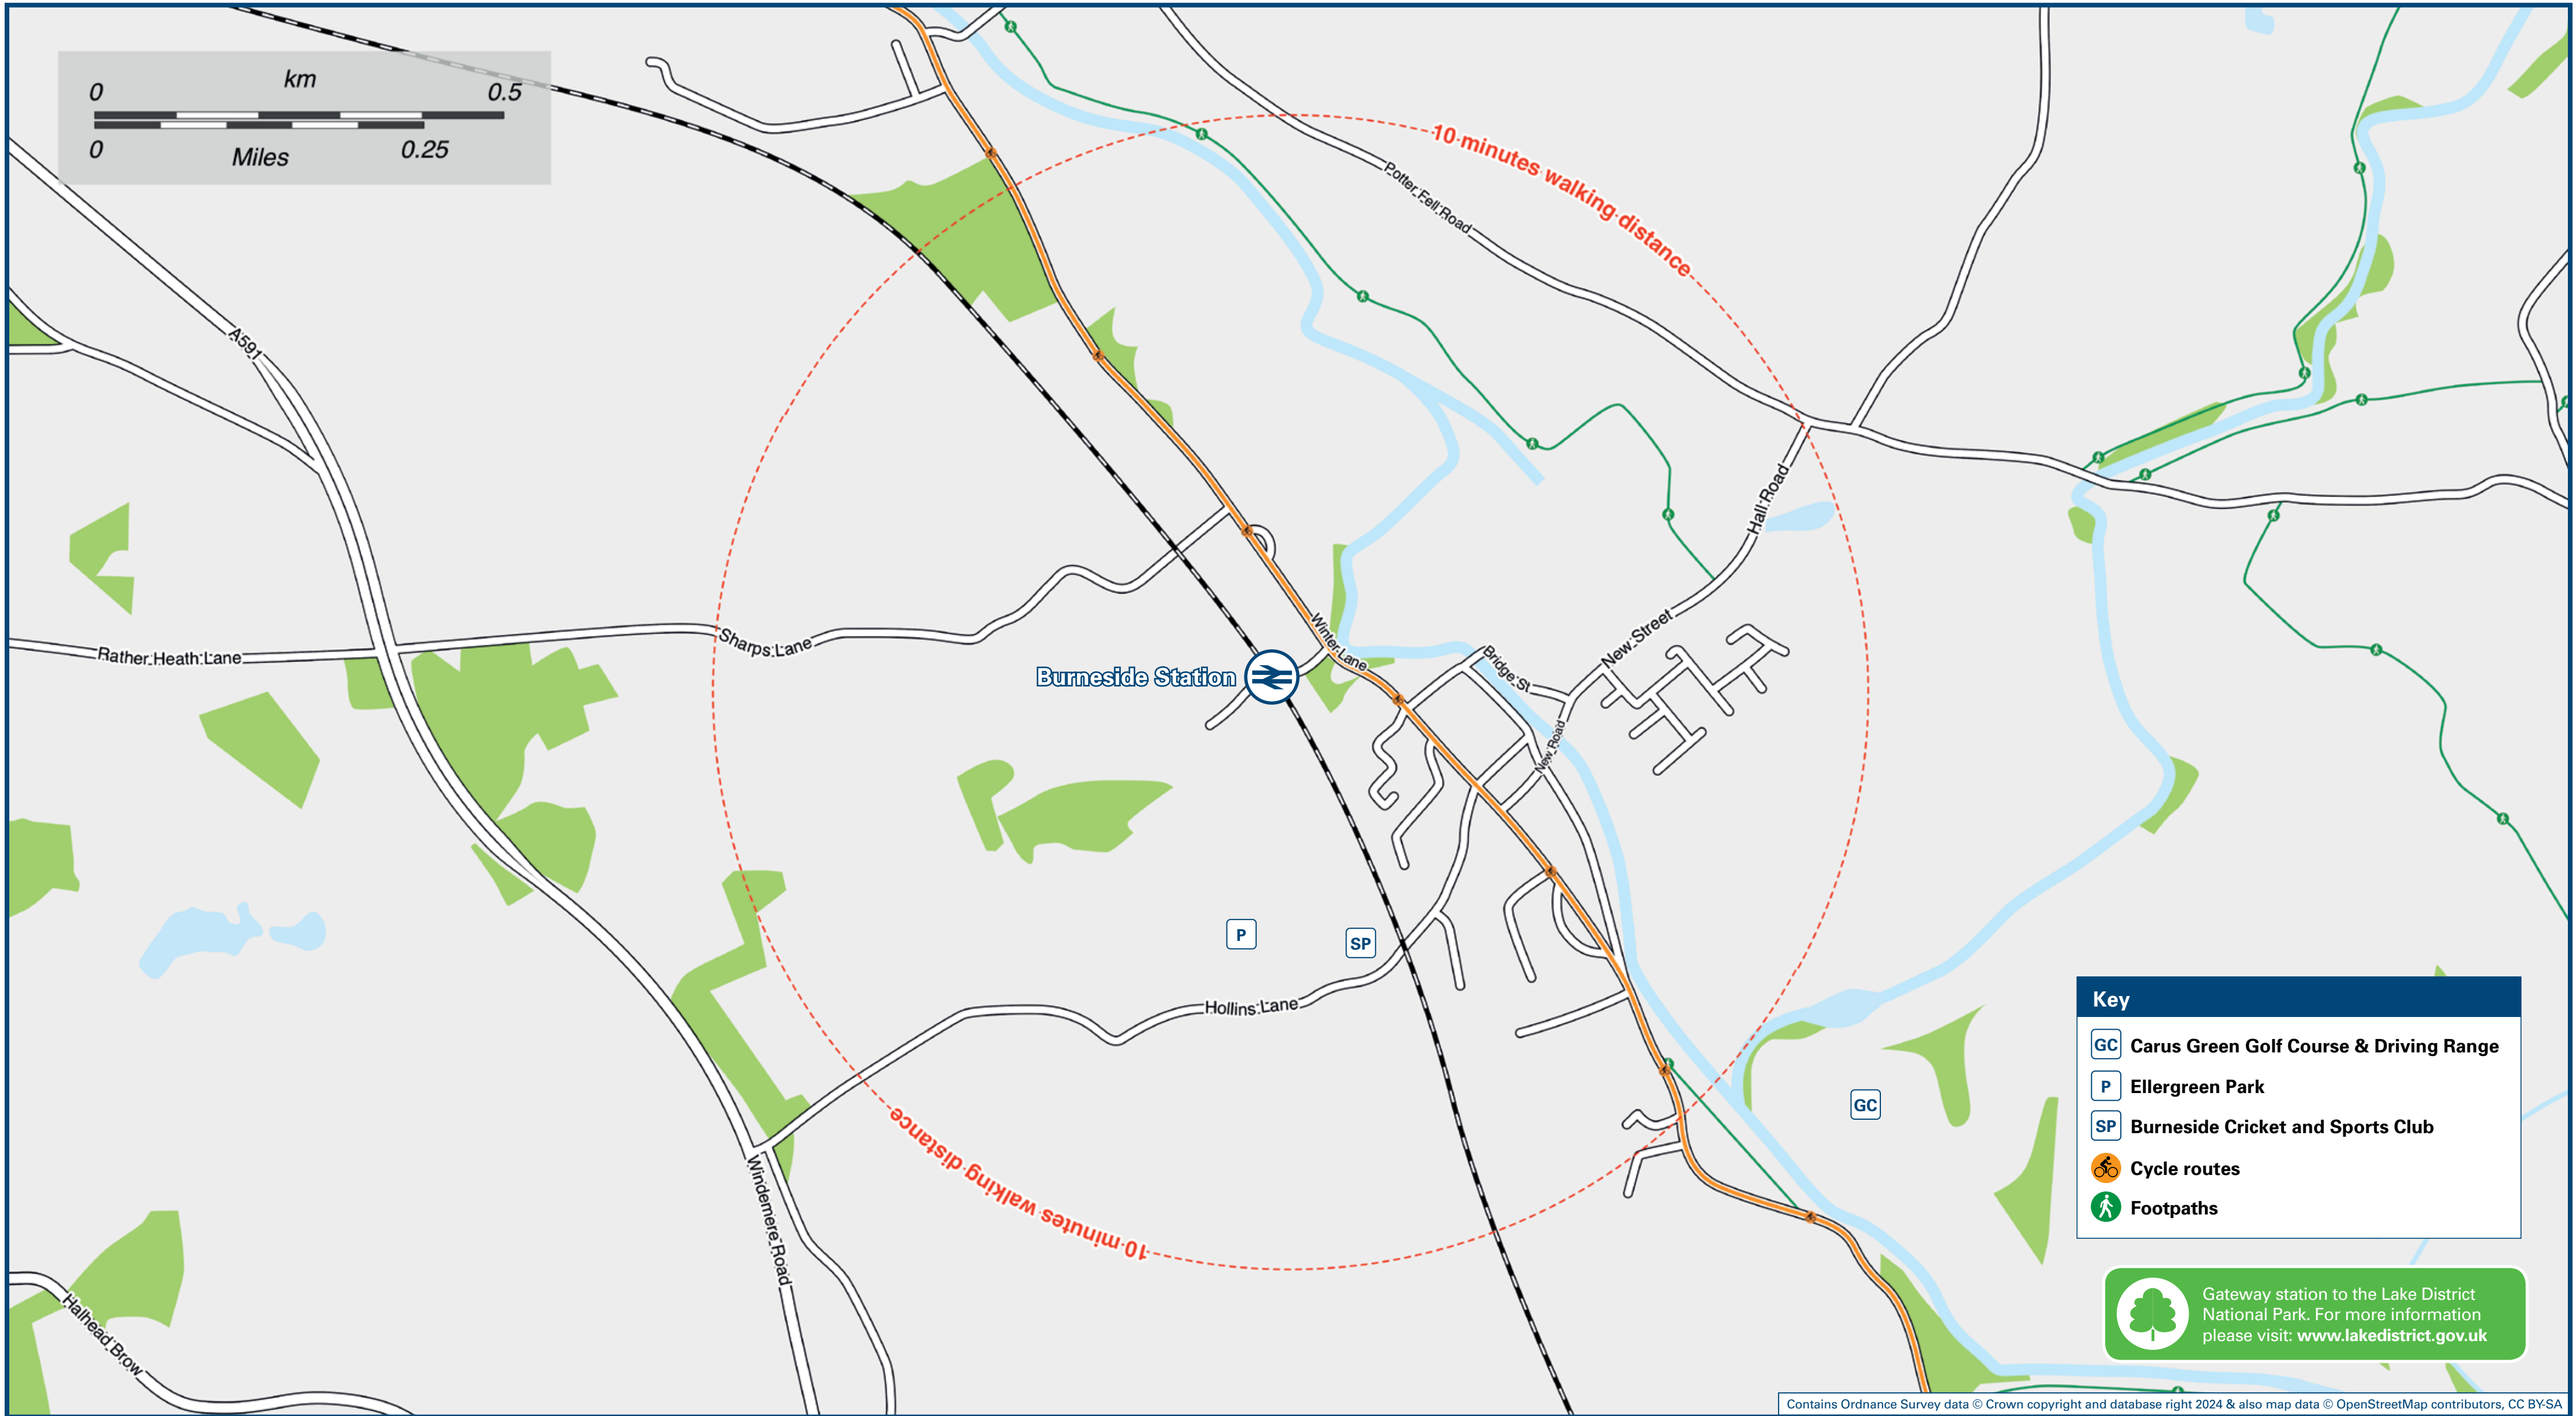 km
0 0.5
0 Miles 0.25
10 minutes walking distance
Potter Fell Road
A591
Hall Road
Rather Heath Lane
Sharps Lane
Winter Lane
New Street
Burneside Station
Bridge St
New Road
P
SP
Hollins Lane
GC
10 minutes walking distance
Windermere Road
Halhead Brow
Key
GC Carus Green Golf Course & Driving Range
P Ellergreen Park
SP Burneside Cricket and Sports Club
Cycle routes
Footpaths
Gateway station to the Lake District
National Park. For more information
please visit: www.lakedistrict.gov.uk
Contains Ordnance Survey data © Crown copyright and database right 2024 & also map data © OpenStreetMap contributors, CC BY-SA